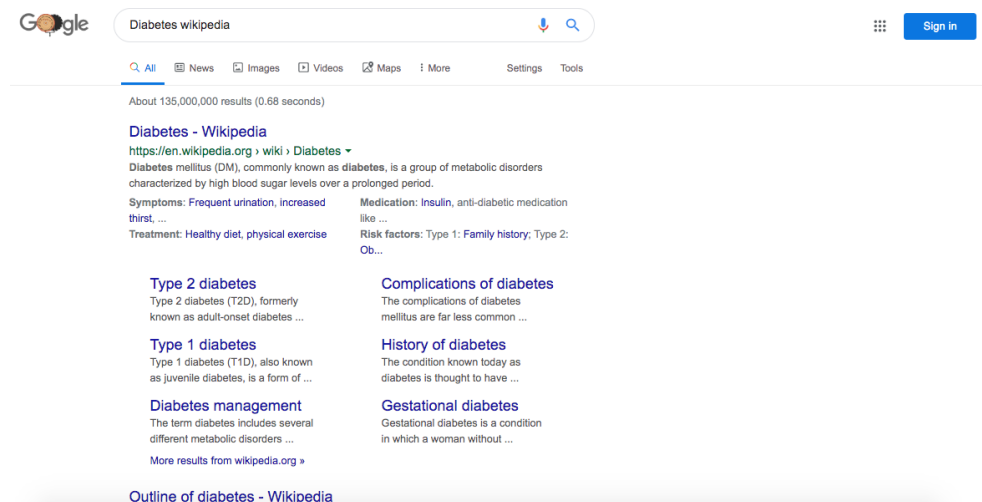 Google
Diabetes wikipedia
Sign in
All News Images Videos Maps More Settings Tools
About 135,000,000 results (0.68 seconds)
Diabetes - Wikipedia
https://en.wikipedia.org › wiki › Diabetes
Diabetes mellitus (DM), commonly known as diabetes, is a group of metabolic disorders
characterized by high blood sugar levels over a prolonged period.
Symptoms: Frequent urination, increased
thirst, ...
Treatment: Healthy diet, physical exercise
Medication: Insulin, anti-diabetic medication
like ...
Risk factors: Type 1: Family history; Type 2:
Ob...
Type 2 diabetes
Type 2 diabetes (T2D), formerly
known as adult-onset diabetes ...
Complications of diabetes
The complications of diabetes
mellitus are far less common ...
Type 1 diabetes
Type 1 diabetes (T1D), also known
as juvenile diabetes, is a form of ...
History of diabetes
The condition known today as
diabetes is thought to have ...
Diabetes management
The term diabetes includes several
different metabolic disorders ...
Gestational diabetes
Gestational diabetes is a condition
in which a woman without ...
More results from wikipedia.org »
Outline of diabetes - Wikipedia